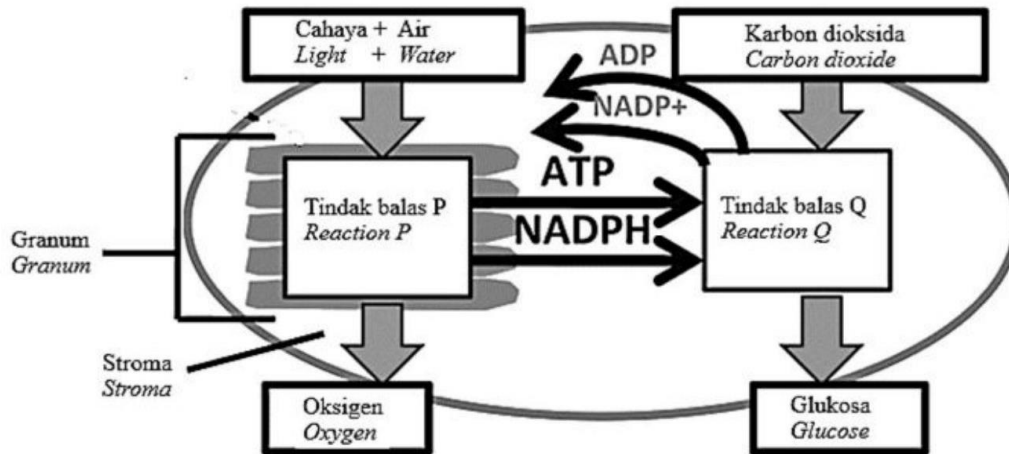 Cahaya + Air
Light + Water
Karbon dioksida
Carbon dioxide
ADP
NADP+
ATP
NADPH
Tindak balas P
Reaction P
Tindak balas Q
Reaction Q
Granum
Granum
Stroma
Stroma
Oksigen
Oxygen
Glukosa
Glucose